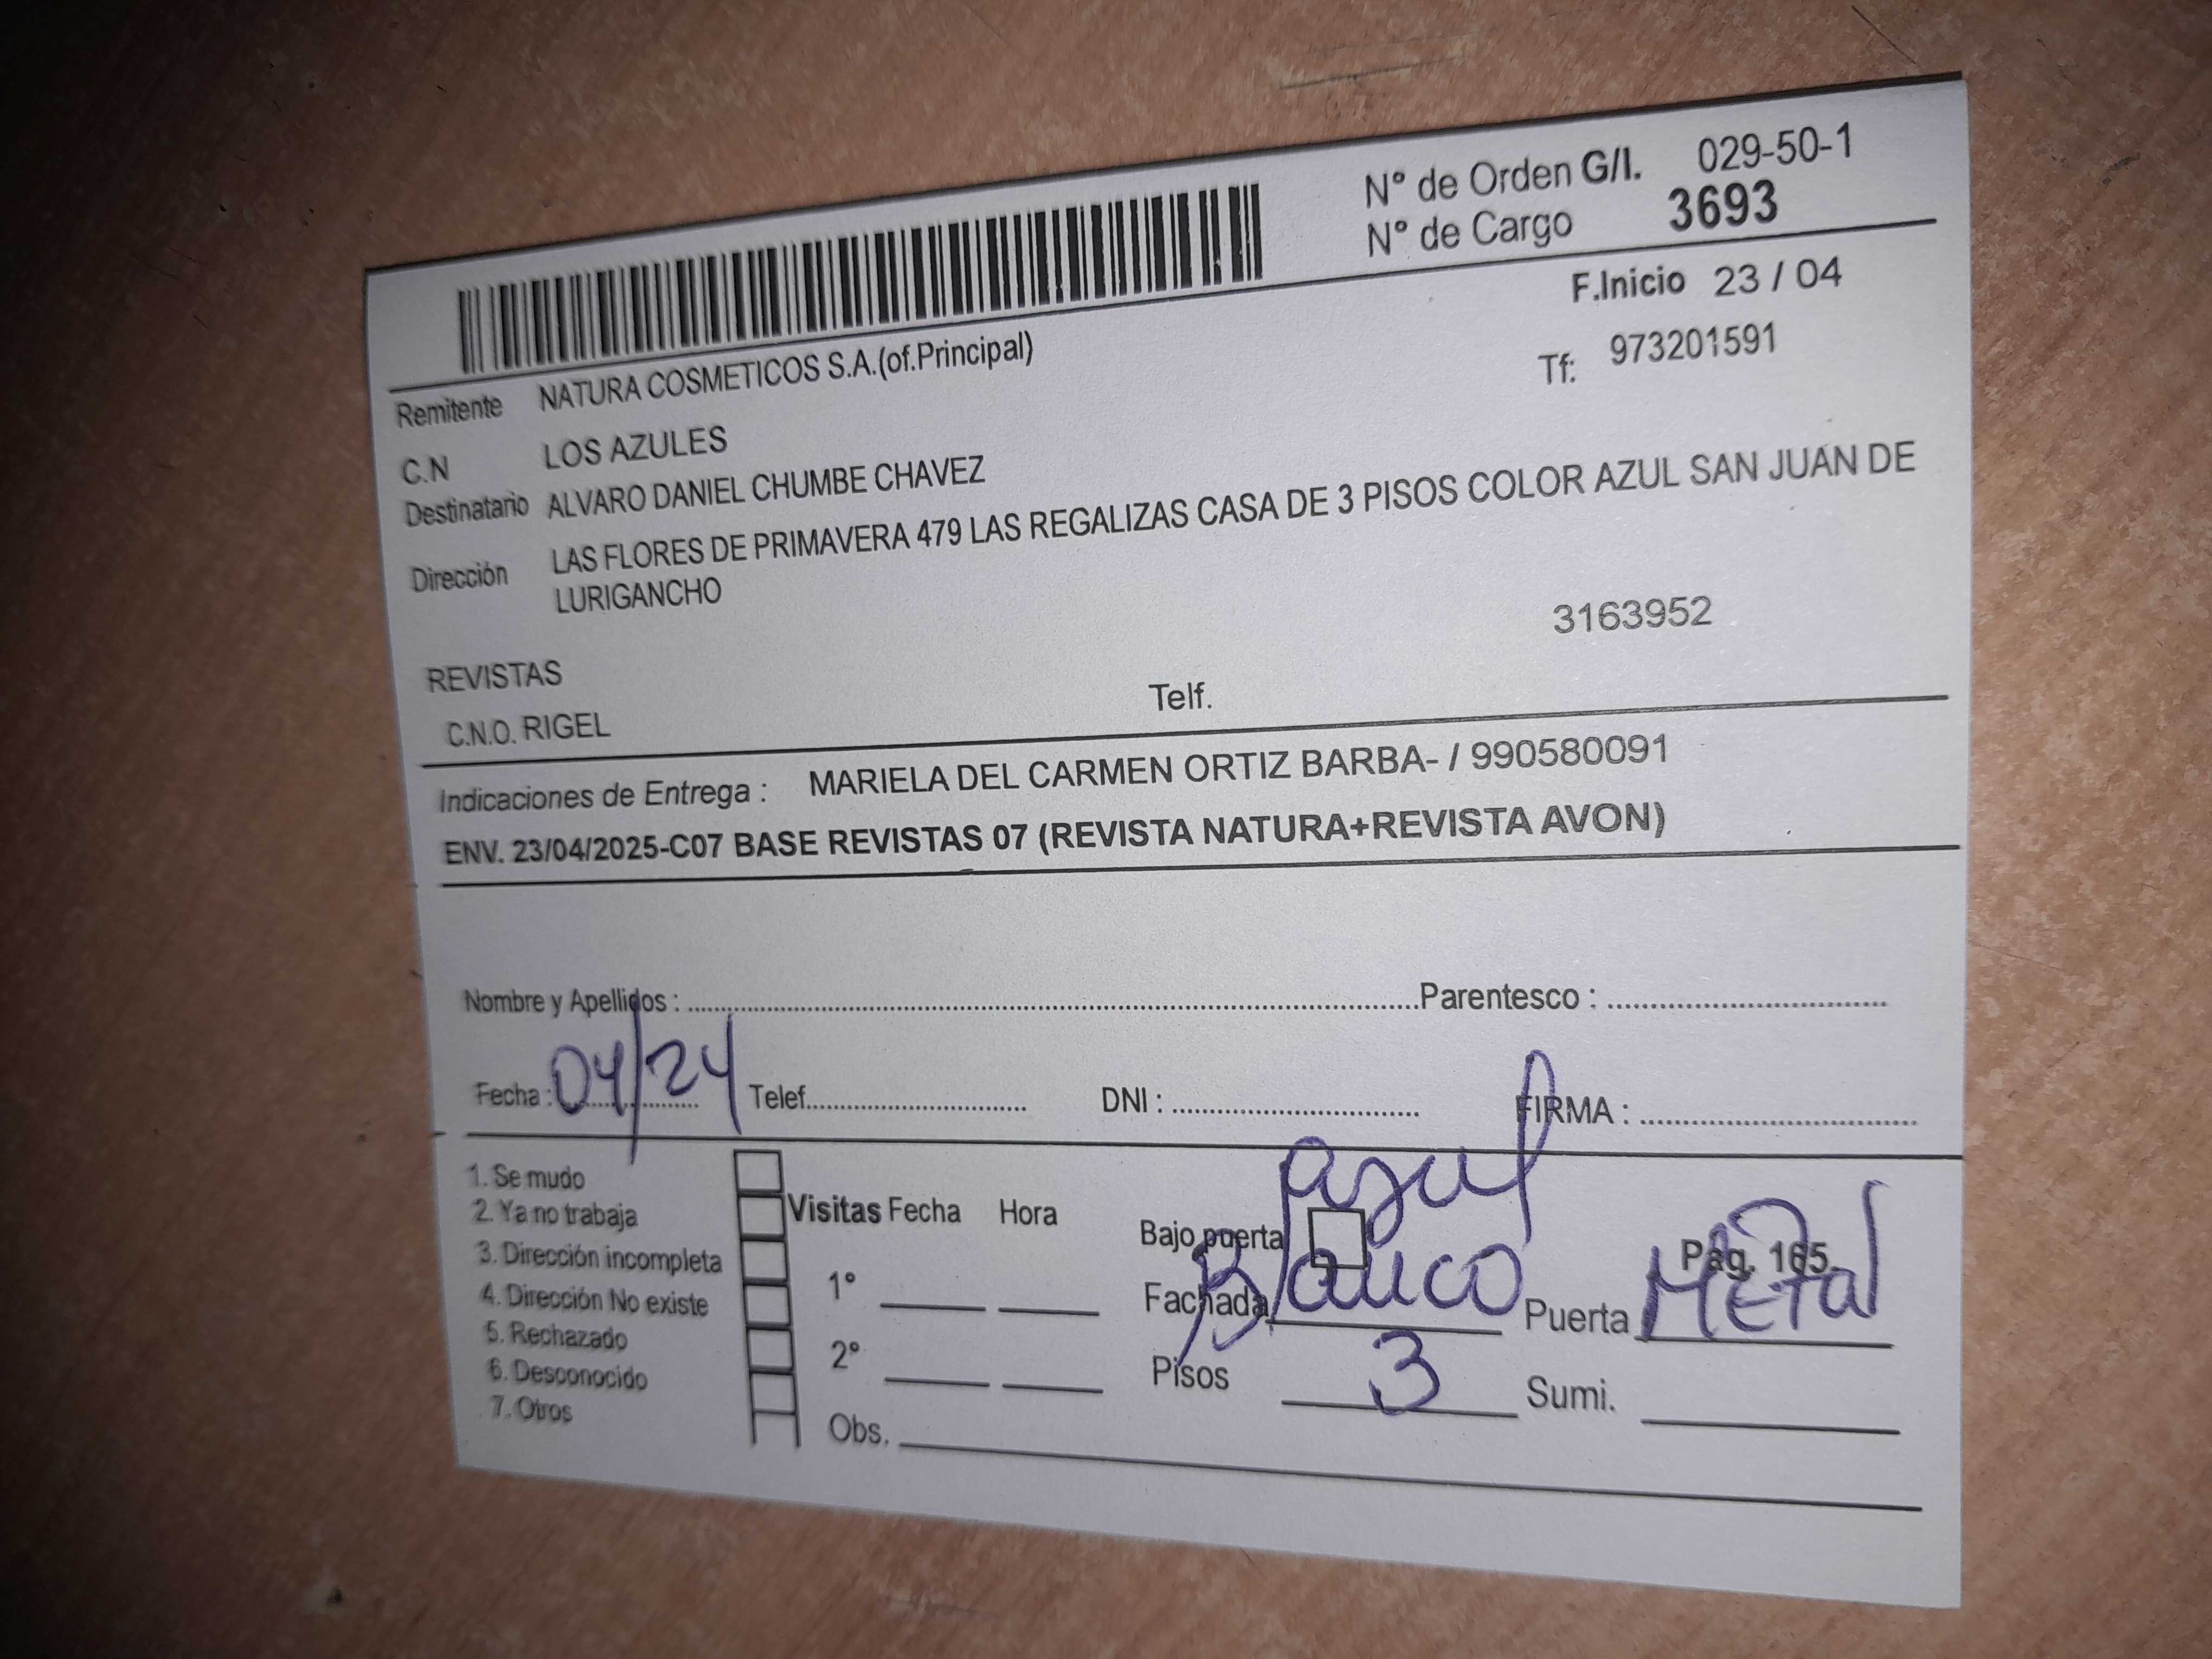 N° de Orden G/I. 029-50-1
N° de Cargo 3693
F.Inicio 23 / 04
Remitente NATURA COSMETICOS S.A.(of.Principal)
Tf: 973201591
C.N LOS AZULES
Destinatario ALVARO DANIEL CHUMBE CHAVEZ
Dirección LAS FLORES DE PRIMAVERA 479 LAS REGALIZAS CASA DE 3 PISOS COLOR AZUL SAN JUAN DE
LURIGANCHO
3163952
REVISTAS
C.N.O. RIGEL Telf.
Indicaciones de Entrega : MARIELA DEL CARMEN ORTIZ BARBA- / 990580091
ENV. 23/04/2025-C07 BASE REVISTAS 07 (REVISTA NATURA+REVISTA AVON)
Nombre y Apellidos : Parentesco :
Fecha : 04/24 Telef. DNI : FIRMA :
1. Se mudo
2. Ya no trabaja
3. Dirección incompleta
4. Dirección No existe
5. Rechazado
6. Desconocido
7. Otros
Visitas Fecha Hora
1°
2°
Obs.
azul
Bajo puerta Pag. 165
Fachada Blanco Puerta Metal
Pisos 3 Sumi.